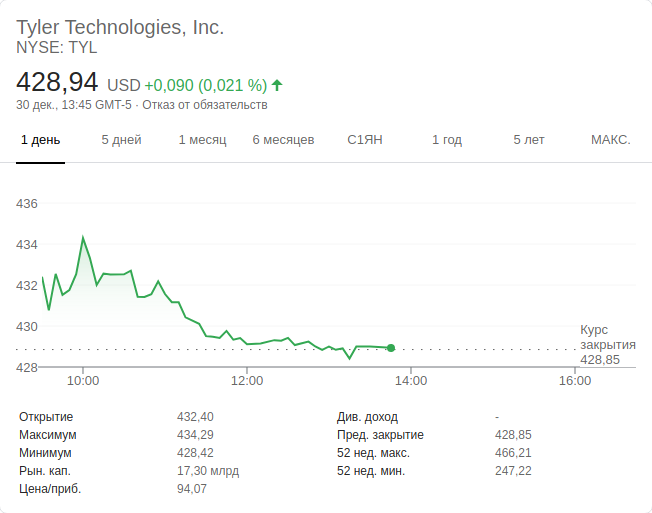 Tyler Technologies, Inc.
NYSE: TYL
428,94 USD +0,090 (0,021 %)
30 дек., 13:45 GMT-5 · Отказ от обязательств
1 день 5 дней 1 месяц 6 месяцев С1ЯН 1 год 5 лет МАКС.
436
434
432
430
428
Курс
закрытия
428,85
10:00 12:00 14:00 16:00
Открытие 432,40 Див. доход -
Максимум 434,29 Пред. закрытие 428,85
Минимум 428,42 52 нед. макс. 466,21
Рын. кап. 17,30 млрд 52 нед. мин. 247,22
Цена/приб. 94,07